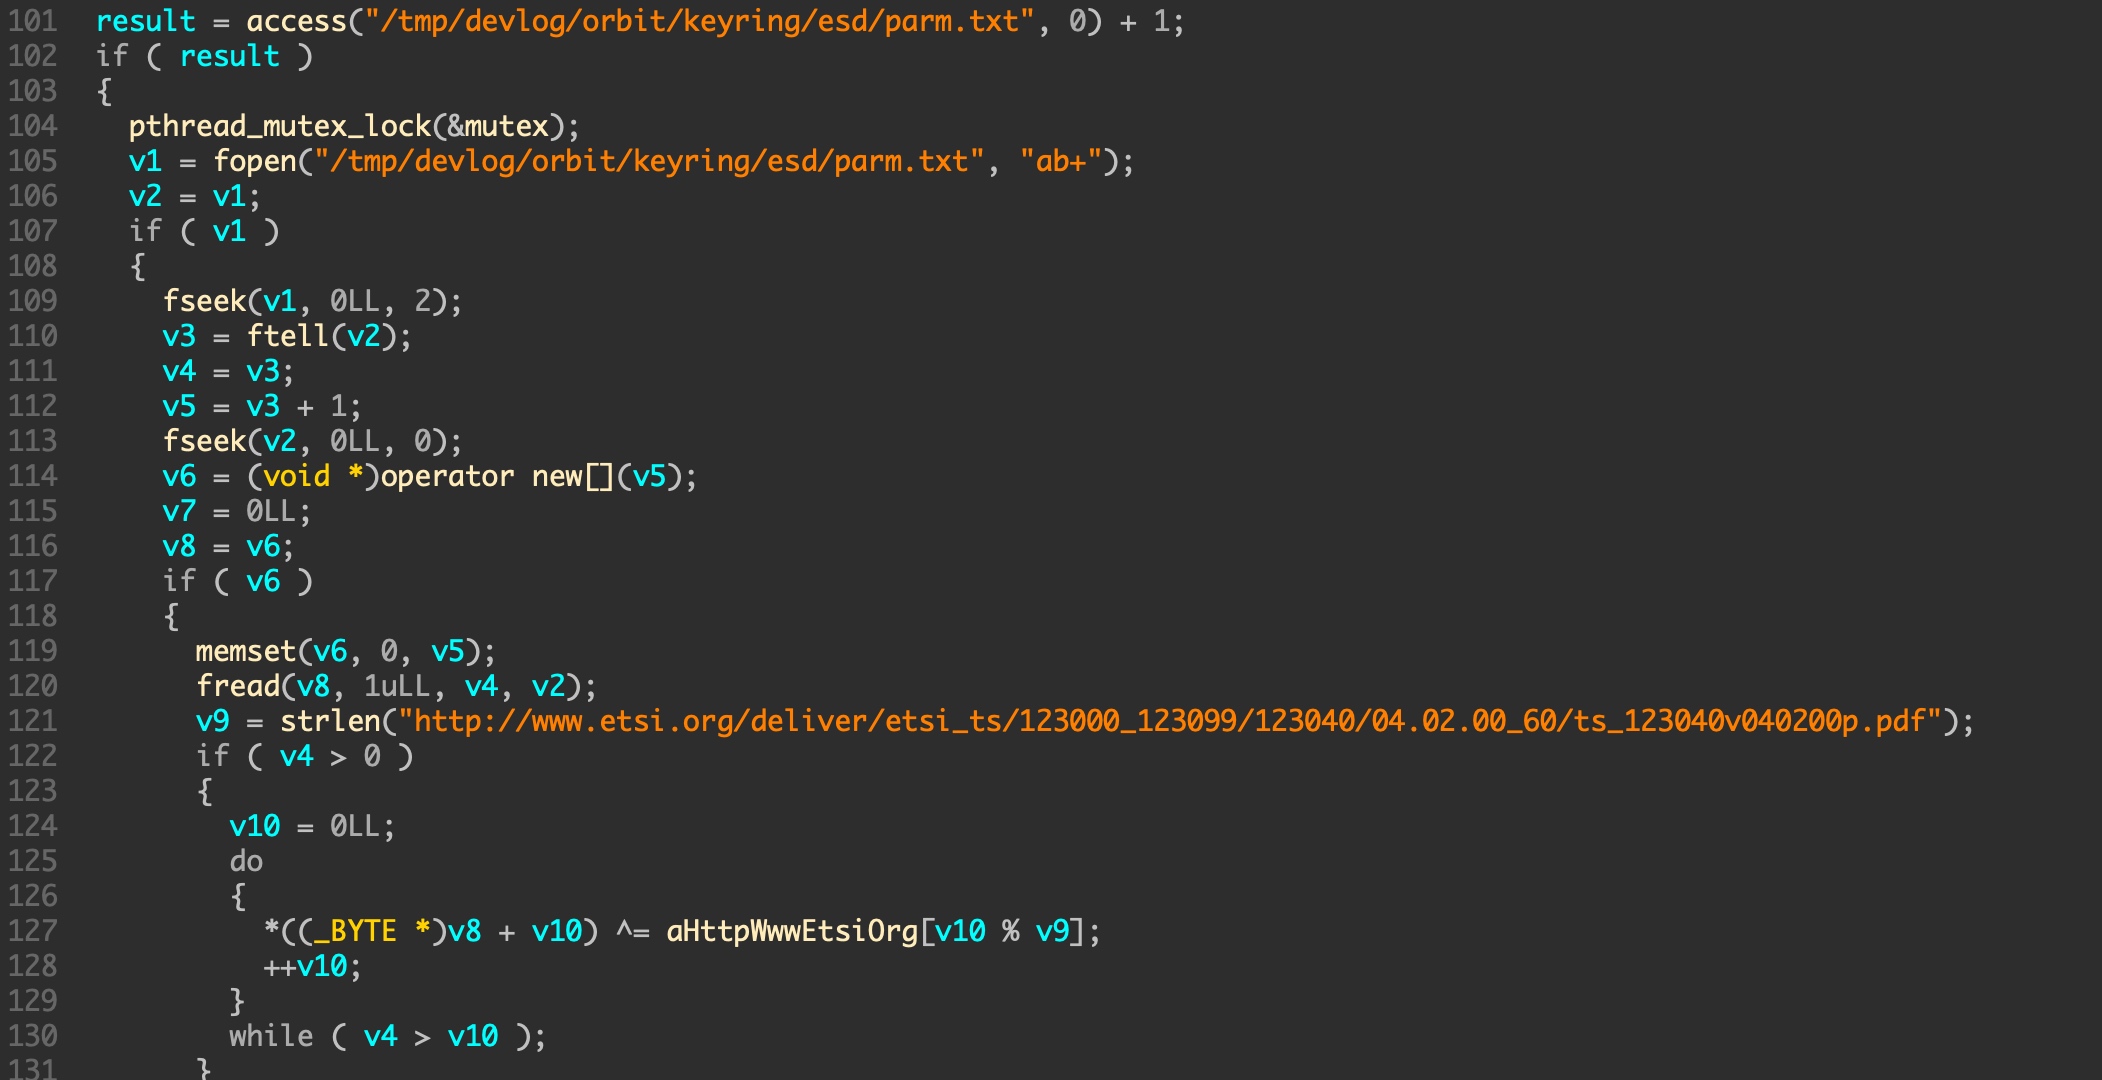 101 result = access("/tmp/devlog/orbit/keyring/esd/parm.txt", 0) + 1;
102 if ( result )
103 {
104 pthread_mutex_lock(&mutex);
105 v1 = fopen("/tmp/devlog/orbit/keyring/esd/parm.txt", "ab+");
106 v2 = v1;
107 if ( v1 )
108 {
109 fseek(v1, 0LL, 2);
110 v3 = ftell(v2);
111 v4 = v3;
112 v5 = v3 + 1;
113 fseek(v2, 0LL, 0);
114 v6 = (void *)operator new[](v5);
115 v7 = 0LL;
116 v8 = v6;
117 if ( v6 )
118 {
119 memset(v6, 0, v5);
120 fread(v8, 1uLL, v4, v2);
121 v9 = strlen("http://www.etsi.org/deliver/etsi_ts/123000_123099/123040/04.02.00_60/ts_123040v040200p.pdf");
122 if ( v4 > 0 )
123 {
124 v10 = 0LL;
125 do
126 {
127 *((_BYTE *)v8 + v10) ^= aHttpWwwEtsiOrg[v10 % v9];
128 ++v10;
129 }
130 while ( v4 > v10 );
131 }